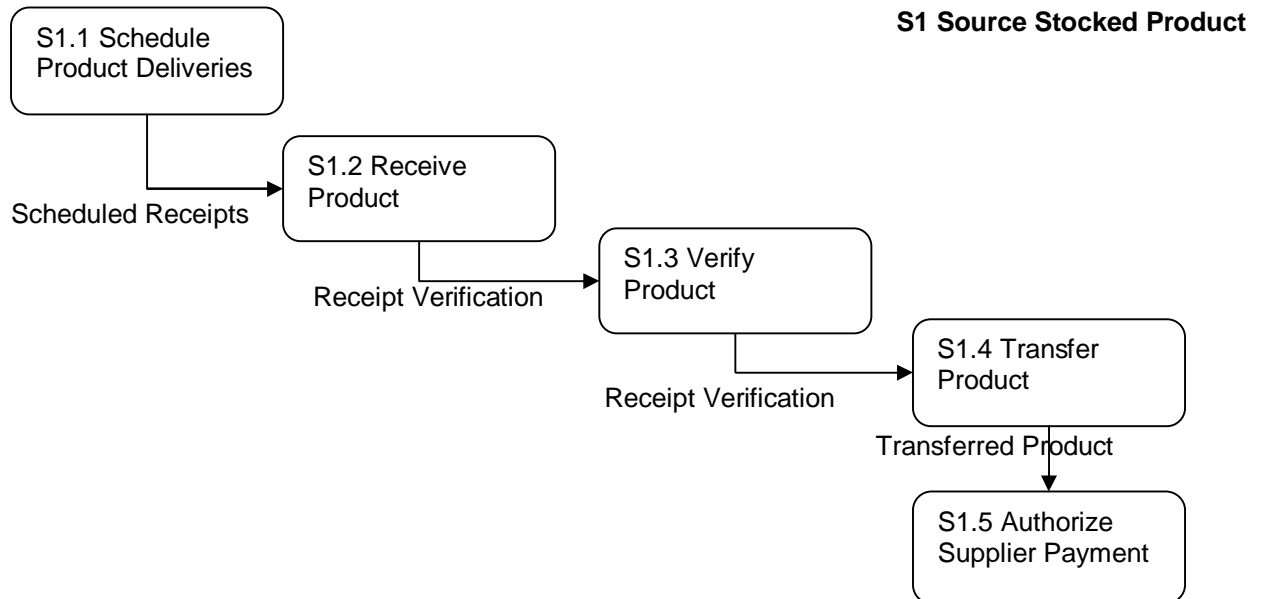 S1 Source Stocked Product
S1.1 Schedule
Product Deliveries
Scheduled Receipts
S1.2 Receive
Product
Receipt Verification
S1.3 Verify
Product
Receipt Verification
S1.4 Transfer
Product
Transferred Product
S1.5 Authorize
Supplier Payment